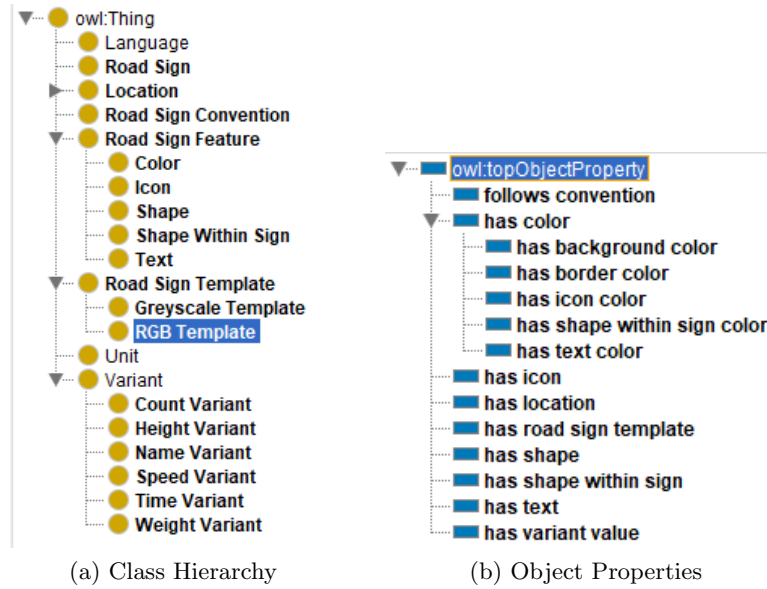 owl:Thing
Language
Road Sign
Location
Road Sign Convention
Road Sign Feature
Color
Icon
Shape
Shape Within Sign
Text
Road Sign Template
Greyscale Template
RGB Template
Unit
Variant
Count Variant
Height Variant
Name Variant
Speed Variant
Time Variant
Weight Variant
(a) Class Hierarchy
owl:topObjectProperty
follows convention
has color
has background color
has border color
has icon color
has shape within sign color
has text color
has icon
has location
has road sign template
has shape
has shape within sign
has text
has variant value
(b) Object Properties